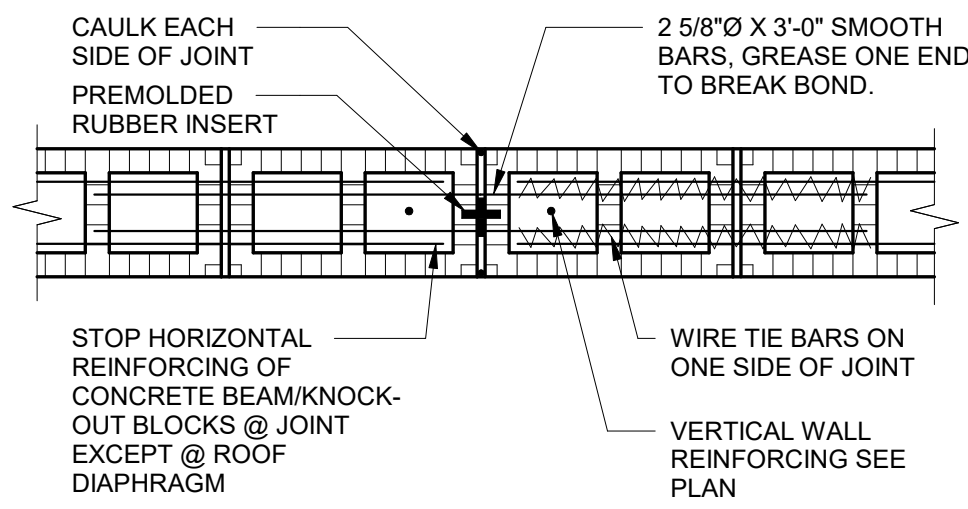 CAULK EACH
SIDE OF JOINT
PREMOLDED
RUBBER INSERT
2 5/8"Ø X 3'-0" SMOOTH
BARS, GREASE ONE END
TO BREAK BOND.
STOP HORIZONTAL
REINFORCING OF
CONCRETE BEAM/KNOCK-
OUT BLOCKS @ JOINT
EXCEPT @ ROOF
DIAPHRAGM
WIRE TIE BARS ON
ONE SIDE OF JOINT
VERTICAL WALL
REINFORCING SEE
PLAN